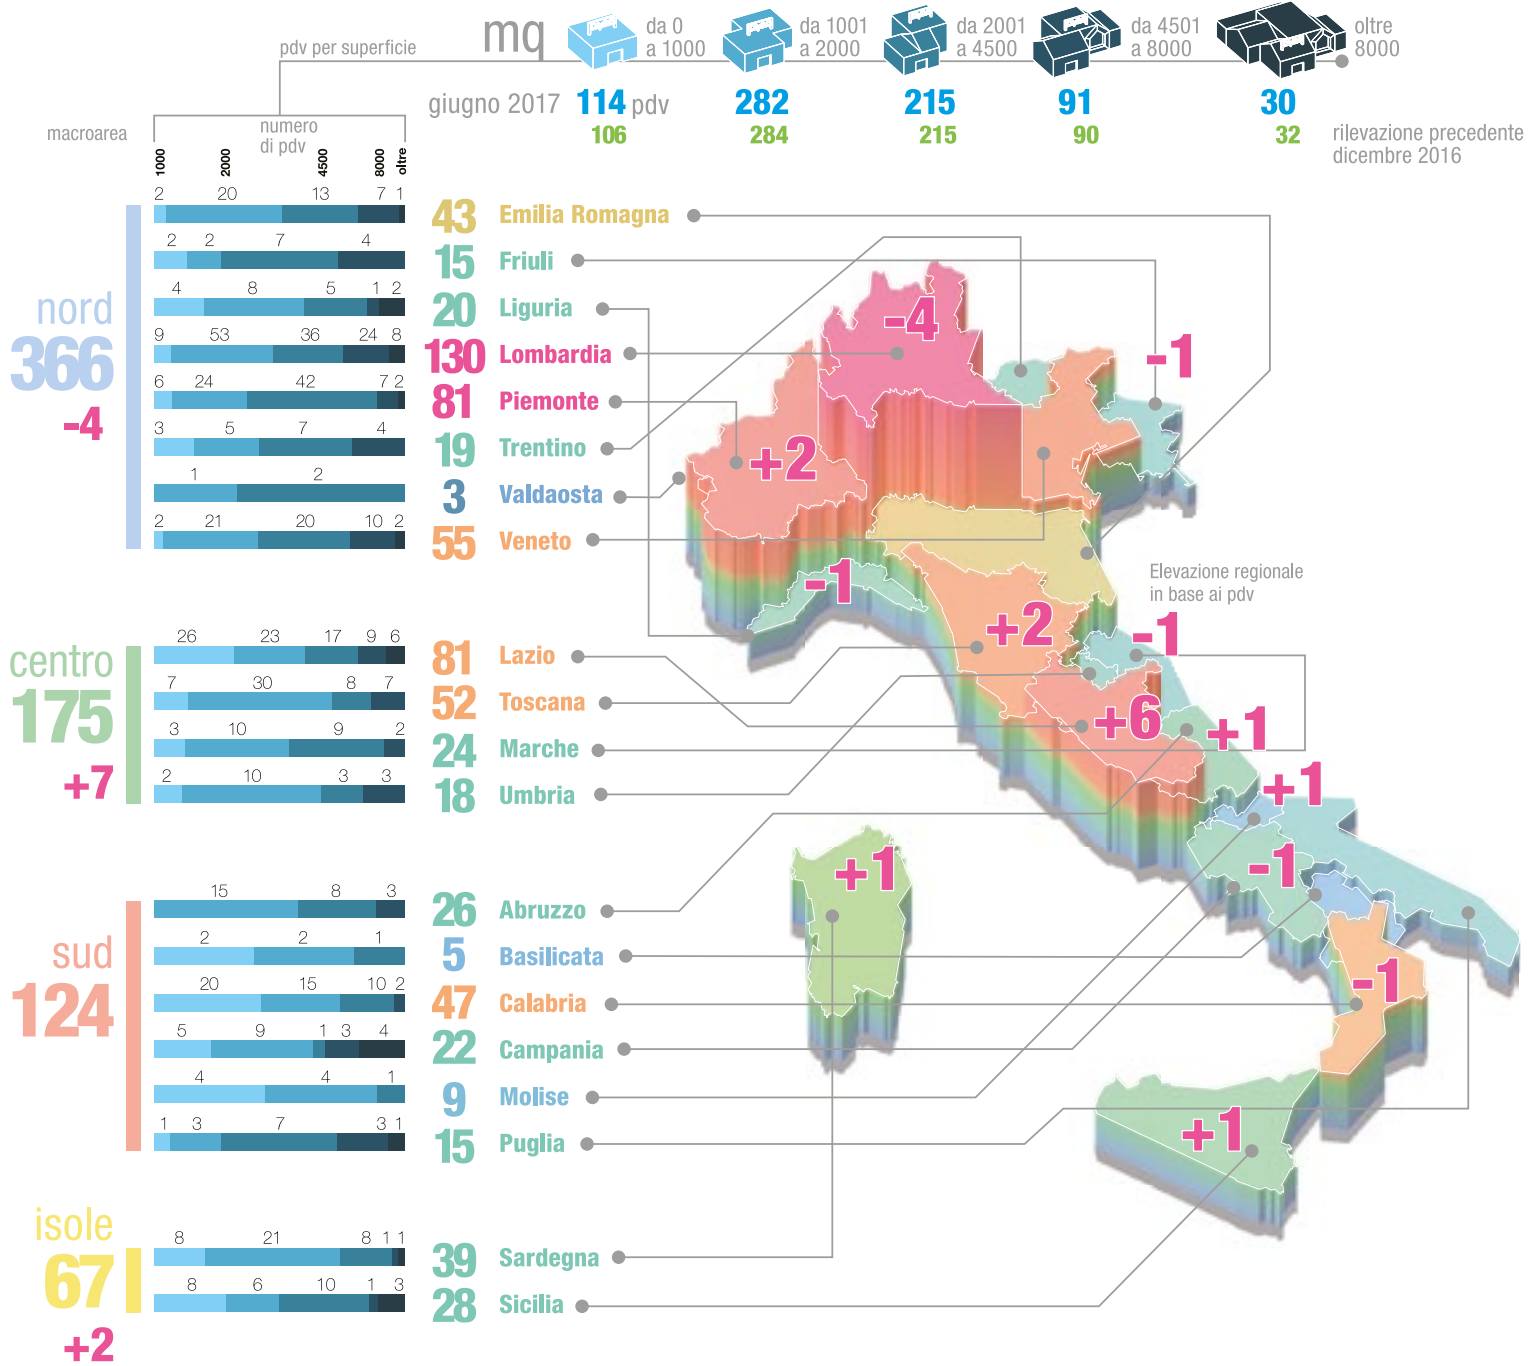 mq
da 0
a 1000
da 1001
a 2000
da 2001
a 4500
da 4501
a 8000
oltre
8000
pdv per superficie
giugno 2017 114 pdv 282 215 91 30
106 284 215 90 32
rilevazione precedente
dicembre 2016
macroarea
numero
di pdv
1000 2000 4500 8000 oltre
nord
366
-4
2 20 13 7 1
43 Emilia Romagna
2 2 7 4
15 Friuli
4 8 5 1 2
20 Liguria
9 53 36 24 8
130 Lombardia
6 24 42 7 2
81 Piemonte
3 5 7 4
19 Trentino
1 2
3 Valdaosta
2 21 20 10 2
55 Veneto
centro
175
+7
26 23 17 9 6
81 Lazio
7 30 8 7
52 Toscana
3 10 9 2
24 Marche
2 10 3 3
18 Umbria
sud
124
15 8 3
26 Abruzzo
2 2 1
5 Basilicata
20 15 10 2
47 Calabria
5 9 1 3 4
22 Campania
4 4 1
9 Molise
1 3 7 3 1
15 Puglia
isole
67
+2
8 21 8 1 1
39 Sardegna
8 6 10 1 3
28 Sicilia
-4
-1
+2
-1
Elevazione regionale
in base ai pdv
+2
-1
+6
+1
+1
-1
+1
-1
+1